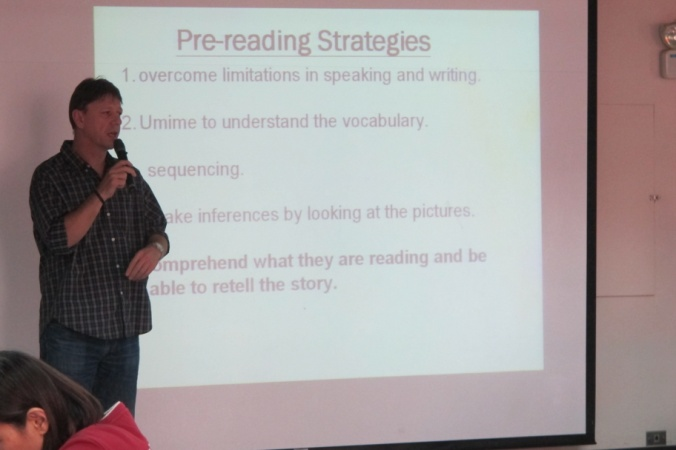 Pre-reading Strategies
1. overcome limitations in speaking and writing.
2. Umime to understand the vocabulary.
sequencing.
ake inferences by looking at the pictures.
omprehend what they are reading and be
able to retell the story.